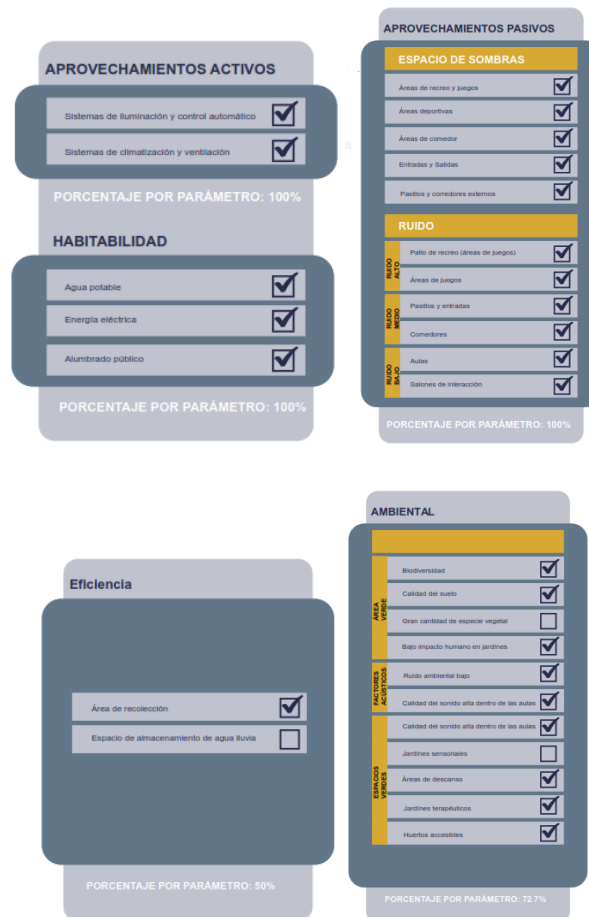 APROVECHAMIENTOS ACTIVOS
Sistemas de iluminación y control automático
Sistemas de climatización y ventilación
PORCENTAJE POR PARÁMETRO: 100%
HABITABILIDAD
Agua potable
Energía eléctrica
Alumbrado público
PORCENTAJE POR PARÁMETRO: 100%
APROVECHAMIENTOS PASIVOS
ESPACIO DE SOMBRAS
Áreas de recreo y juegos
Áreas deportivas
Áreas de comedor
Entradas y Salidas
Pasillos y corredores externos
RUIDO
RUIDO ALTO
Patio de recreo (áreas de juegos)
Áreas de juegos
RUIDO MEDIO
Pasillos y entradas
Comedores
RUIDO BAJO
Aulas
Salones de interacción
PORCENTAJE POR PARÁMETRO: 100%
Eficiencia
Área de recolección
Espacio de almacenamiento de agua lluvia
PORCENTAJE POR PARÁMETRO: 50%
AMBIENTAL
ÁREA VERDE
Biodiversidad
Calidad del suelo
Gran cantidad de especie vegetal
Bajo impacto humano en jardines
FACTORES ACÚSTICOS
Ruido ambiental bajo
Calidad del sonido alta dentro de las aulas
ESPACIOS VERDES
Calidad del sonido alta dentro de las aulas
Jardines sensoriales
Áreas de descanso
Jardines terapéuticos
Huertos accesibles
PORCENTAJE POR PARÁMETRO: 72.7%